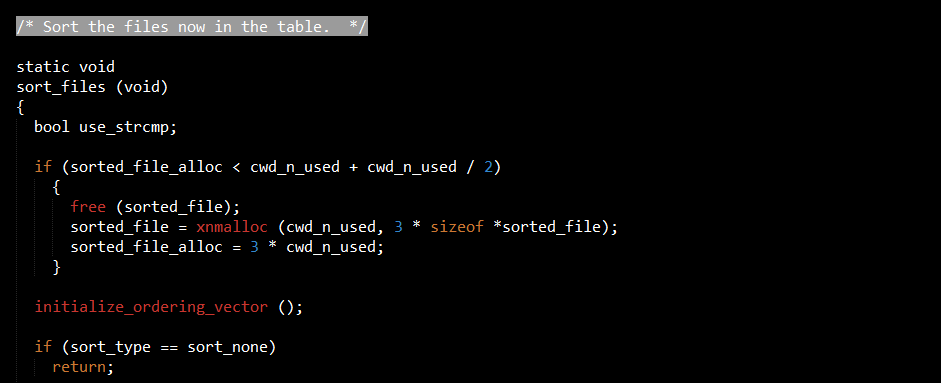 /* Sort the files now in the table.  */
static void
sort_files (void)
{
  bool use_strcmp;
  if (sorted_file_alloc < cwd_n_used + cwd_n_used / 2)
    {
      free (sorted_file);
      sorted_file = xnmalloc (cwd_n_used, 3 * sizeof *sorted_file);
      sorted_file_alloc = 3 * cwd_n_used;
    }
  initialize_ordering_vector ();
  if (sort_type == sort_none)
    return;